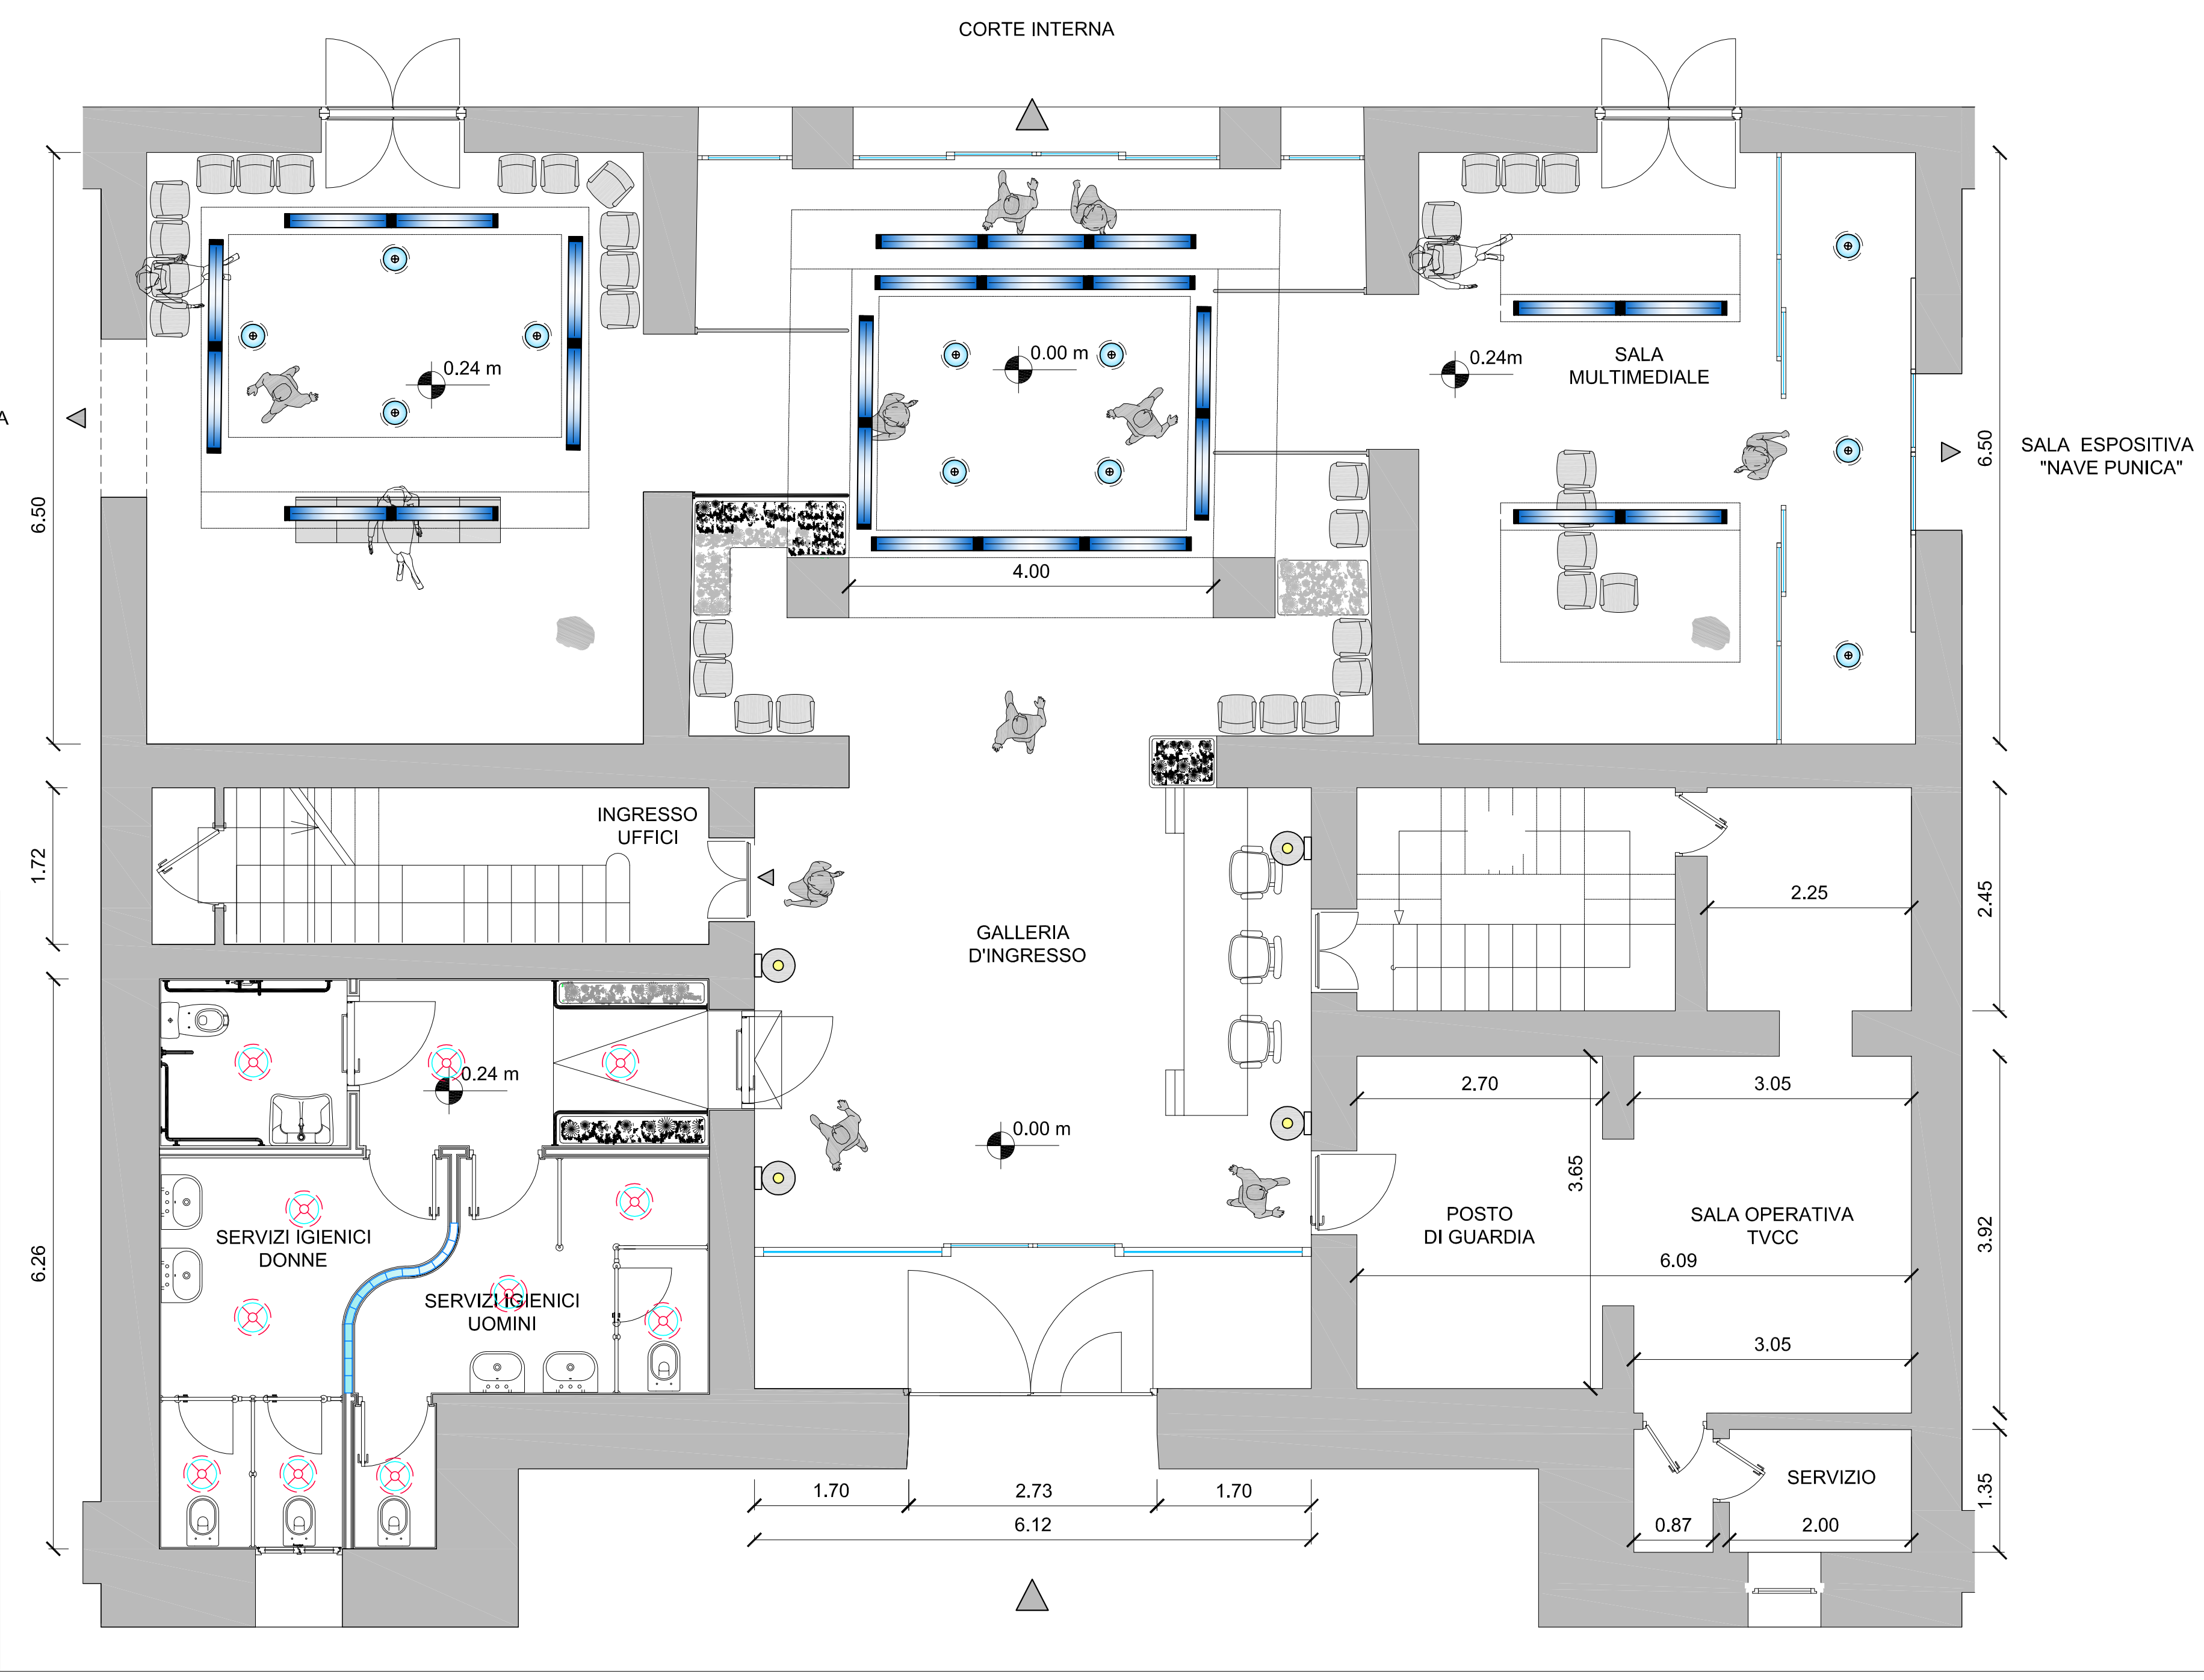 CORTE INTERNA
0.24 m
0.00 m
0.24m
SALA
MULTIMEDIALE
A
6.50
6.50
SALA ESPOSITIVA
"NAVE PUNICA"
4.00
INGRESSO
UFFICI
1.72
2.25
2.45
GALLERIA
D'INGRESSO
0.24 m
2.70
3.05
0.00 m
3.65
POSTO
DI GUARDIA
SALA OPERATIVA
TVCC
SERVIZI IGIENICI
DONNE
6.26
3.92
6.09
SERVIZI IGIENICI
UOMINI
3.05
1.70
2.73
1.70
SERVIZIO
1.35
6.12
0.87
2.00